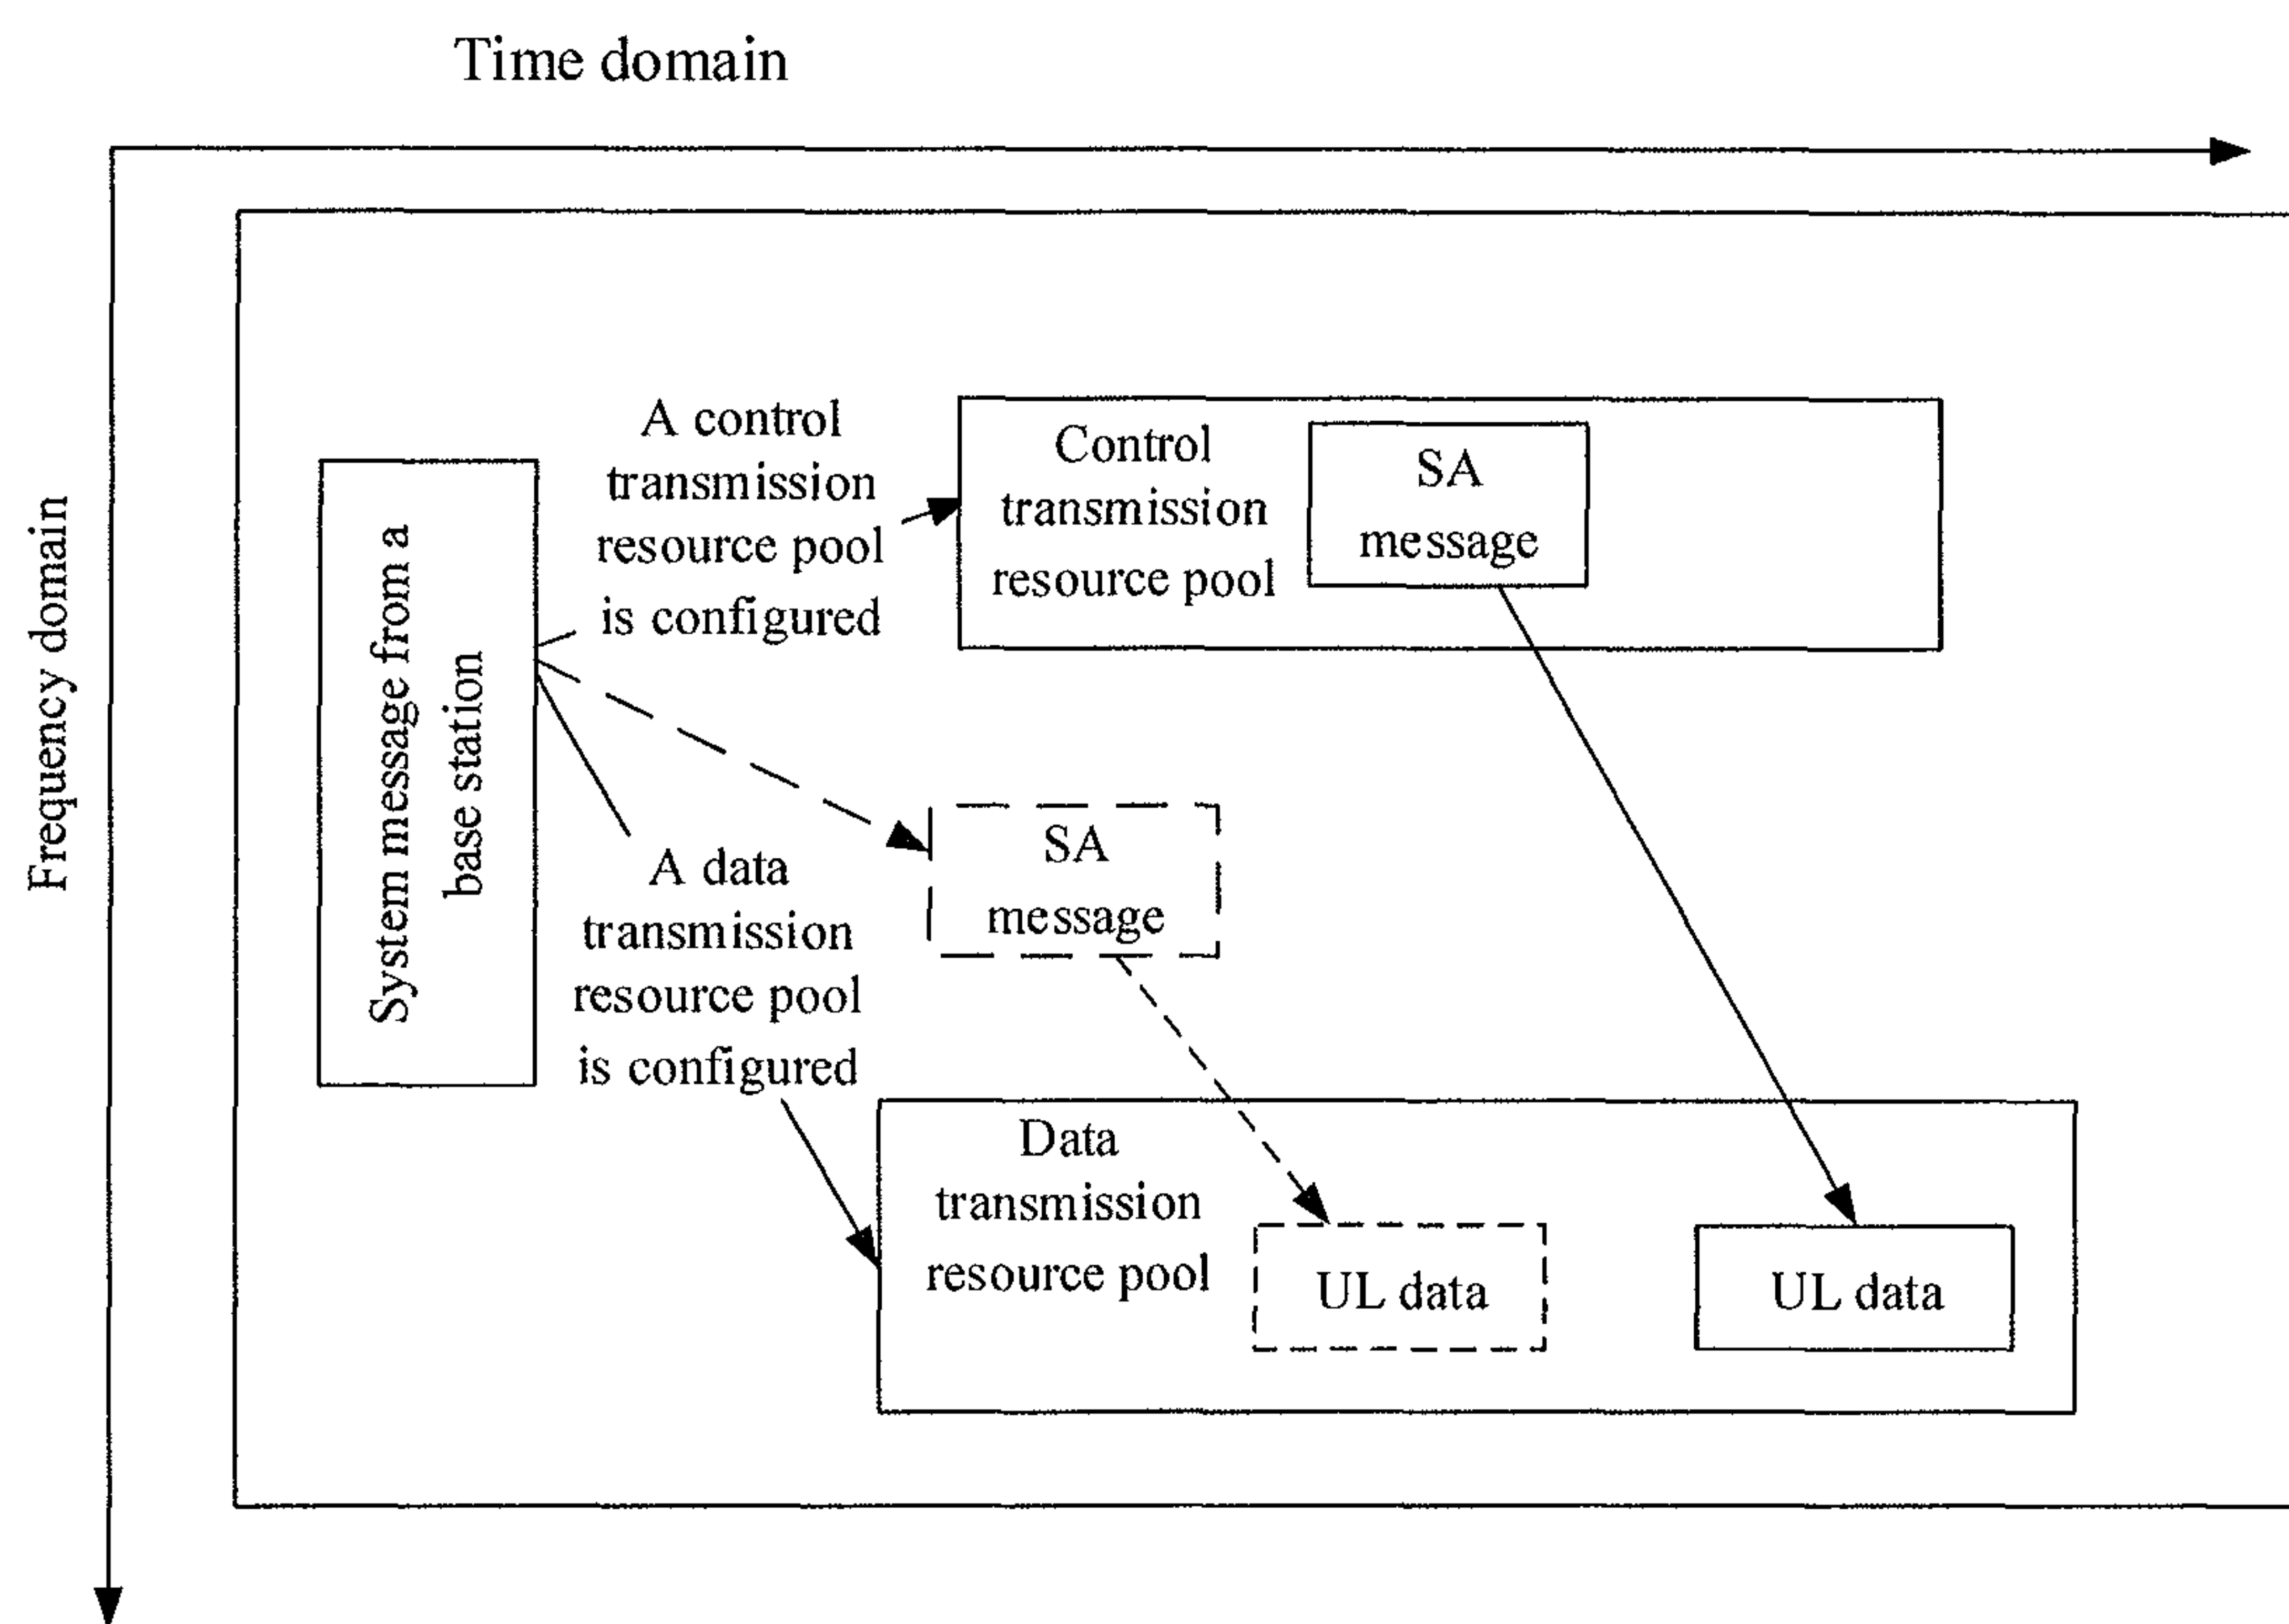 Time domain
Frequency domain
System message from a
base station
A control
transmission
resource pool
is configured
Control
transmission
resource pool
SA
message
SA
message
A data
transmission
resource pool
is configured
Data
transmission
resource pool
UL data
UL data